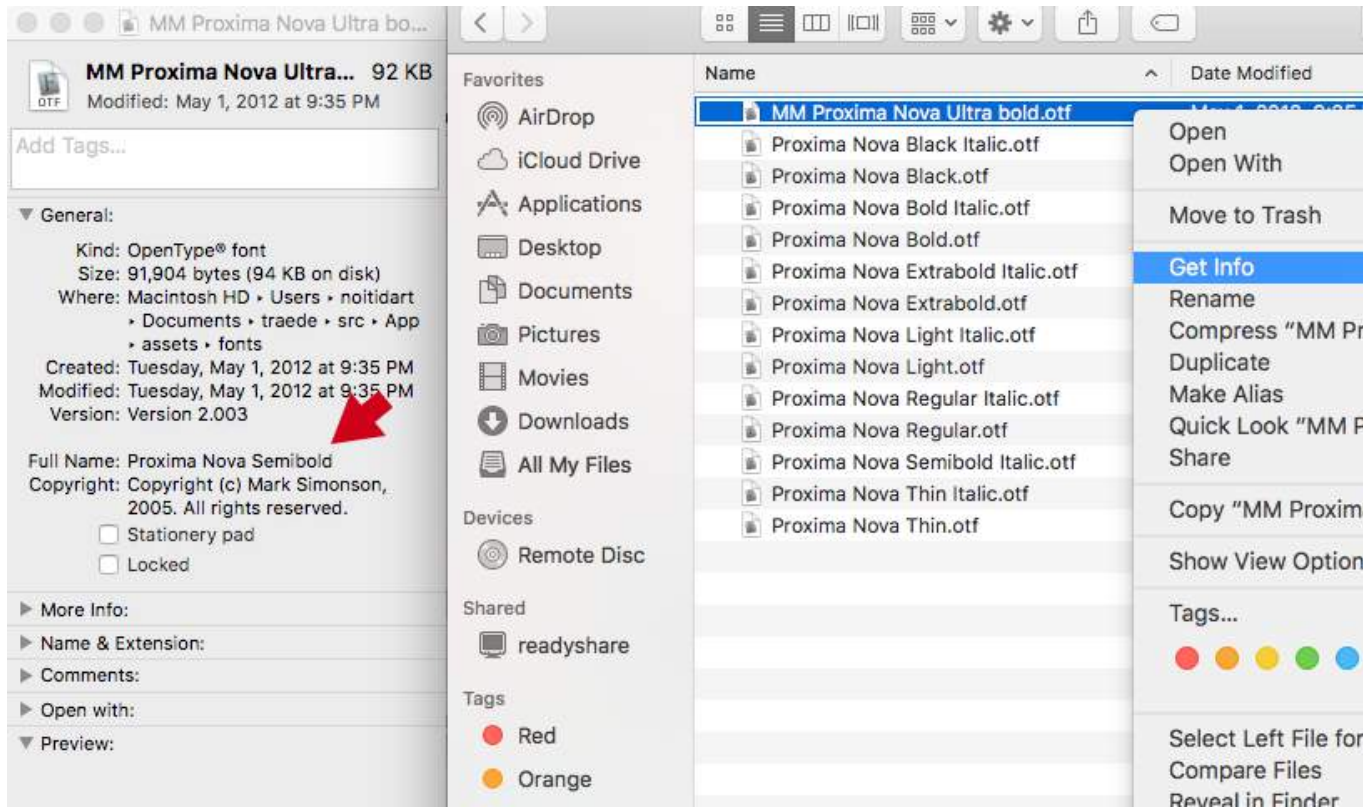 MM Proxima Nova Ultra bo...
MM Proxima Nova Ultra... 92 KB
OTF
Modified: May 1, 2012 at 9:35 PM
Add Tags...
General:
Kind: OpenType® font
Size: 91,904 bytes (94 KB on disk)
Where: Macintosh HD ▸ Users ▸ noitidart
▸ Documents ▸ traede ▸ src ▸ App
▸ assets ▸ fonts
Created: Tuesday, May 1, 2012 at 9:35 PM
Modified: Tuesday, May 1, 2012 at 9:35 PM
Version: Version 2.003
Full Name: Proxima Nova Semibold
Copyright: Copyright (c) Mark Simonson,
2005. All rights reserved.
Stationery pad
Locked
More Info:
Name & Extension:
Comments:
Open with:
Preview:
Favorites
AirDrop
iCloud Drive
Applications
Desktop
Documents
Pictures
Movies
Downloads
All My Files
Devices
Remote Disc
Shared
readyshare
Tags
Red
Orange
Name
Date Modified
MM Proxima Nova Ultra bold.otf
Proxima Nova Black Italic.otf
Proxima Nova Black.otf
Proxima Nova Bold Italic.otf
Proxima Nova Bold.otf
Proxima Nova Extrabold Italic.otf
Proxima Nova Extrabold.otf
Proxima Nova Light Italic.otf
Proxima Nova Light.otf
Proxima Nova Regular Italic.otf
Proxima Nova Regular.otf
Proxima Nova Semibold Italic.otf
Proxima Nova Thin Italic.otf
Proxima Nova Thin.otf
Open
Open With
Move to Trash
Get Info
Rename
Compress “MM Pr
Duplicate
Make Alias
Quick Look “MM P
Share
Copy “MM Proxima
Show View Option
Tags...
Select Left File for
Compare Files
Reveal in Finder